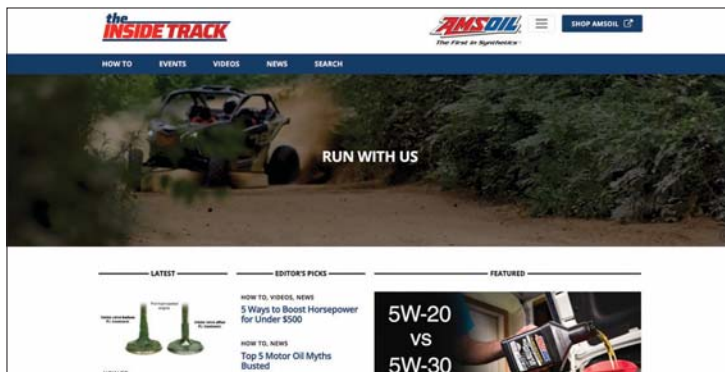 the
INSIDE TRACK
AMSOIL
The First in Synthetics
SHOP AMSOIL
HOW TO EVENTS VIDEOS NEWS SEARCH
RUN WITH US
LATEST
EDITOR'S PICKS
HOW TO, VIDEOS, NEWS
5 Ways to Boost Horsepower
for Under $500
HOW TO, NEWS
Top 5 Motor Oil Myths
Busted
FEATURED
5W-20
VS
5W-30